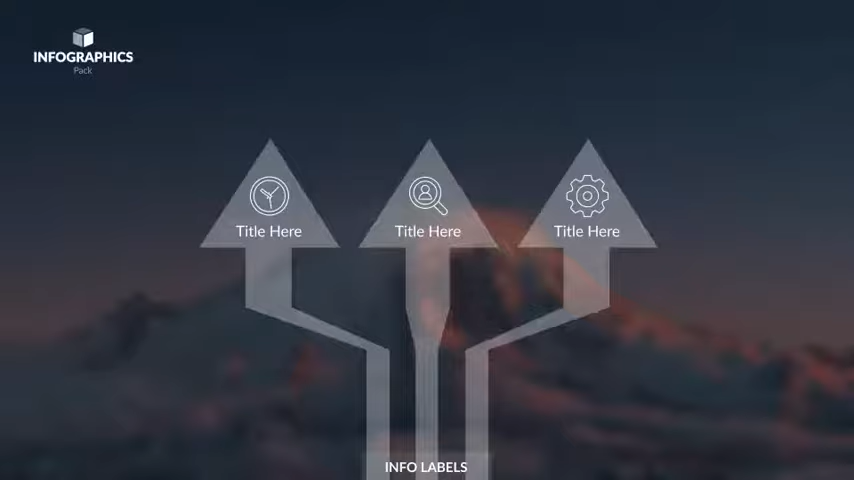 INFOGRAPHICS
Pack
Title Here
Title Here
Title Here
INFO LABELS